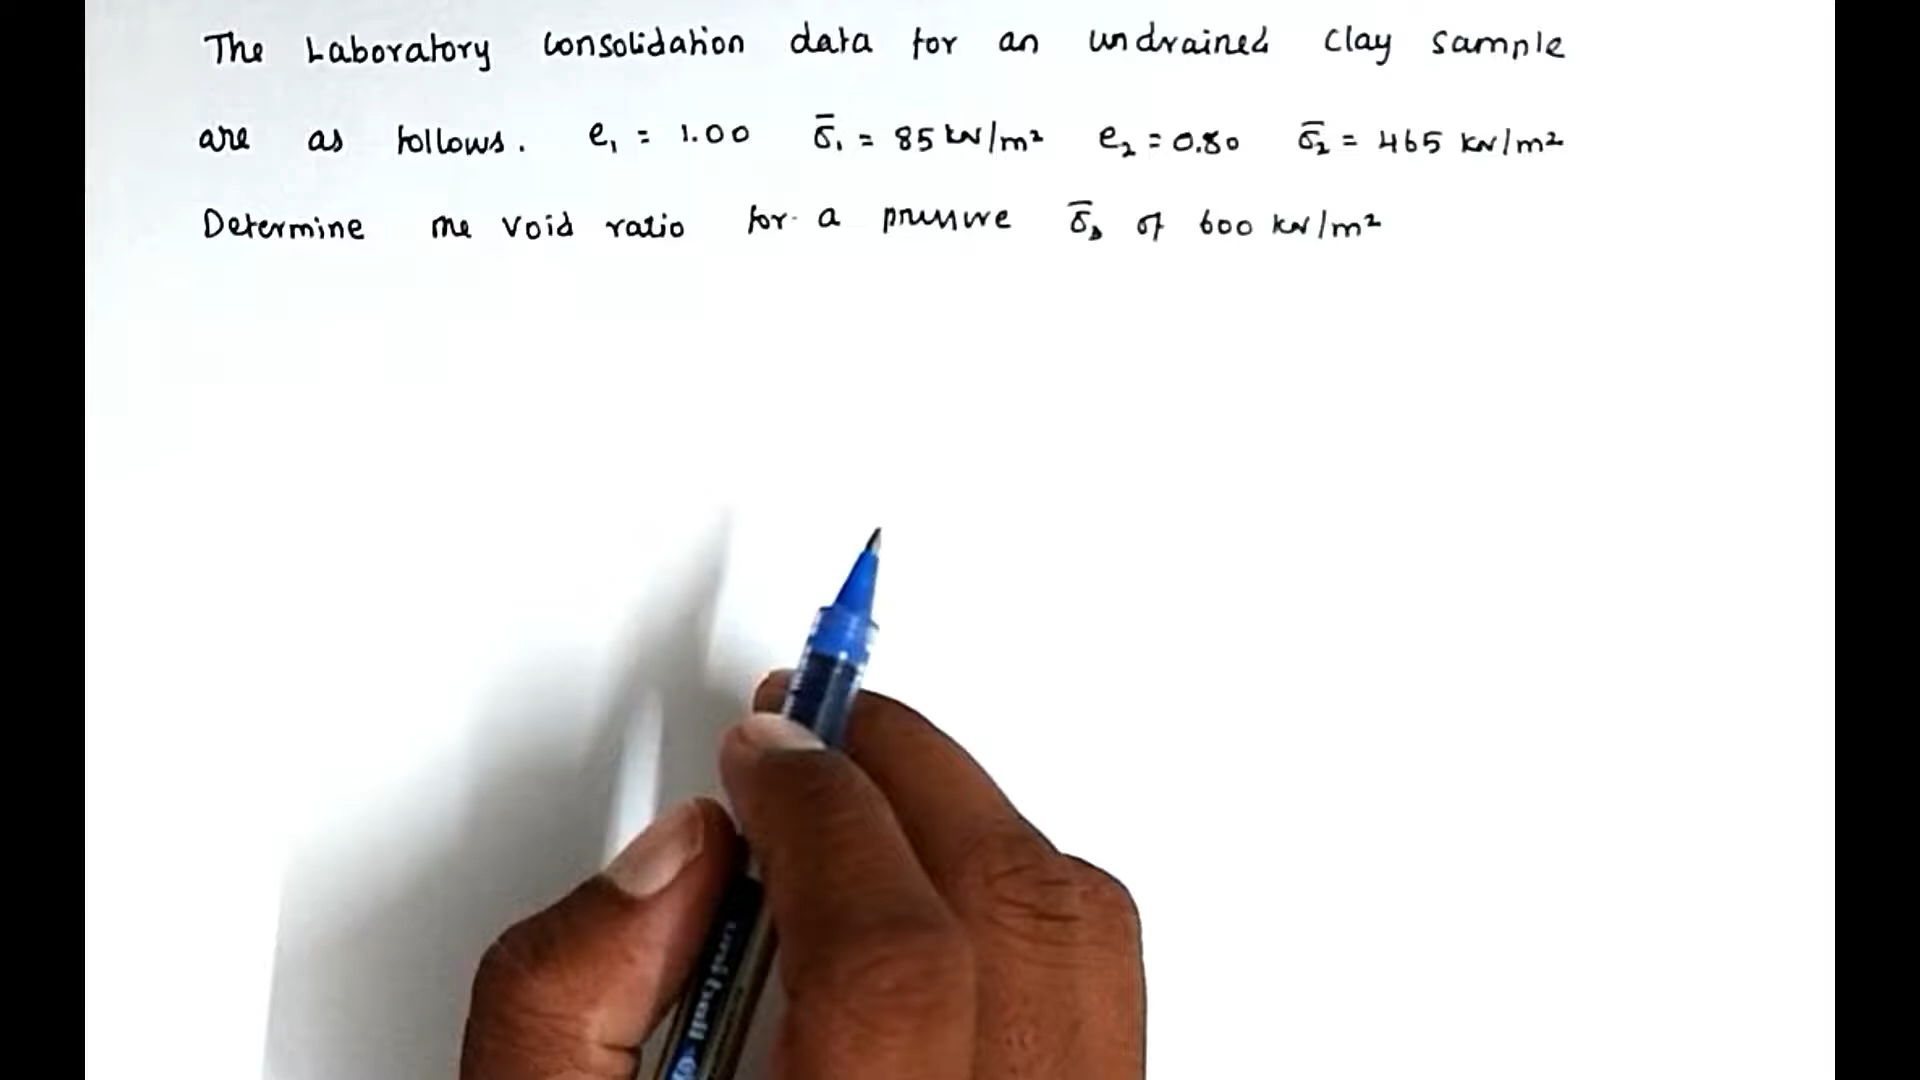 The Laboratory consolidation data for an undrained clay sample
are as follows. e₁ = 1.00 σ̄₁ = 85 kN/m² e₂ = 0.80 σ̄₂ = 465 kN/m²
Determine the void ratio for a pressure σ̄₃ of 600 kN/m²
uniball